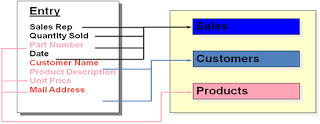 Entry
Sales Rep
Quantity Sold
Part Number
Date
Customer Name
Product Description
Unit Price
Mail Address
Sales
Customers
Products